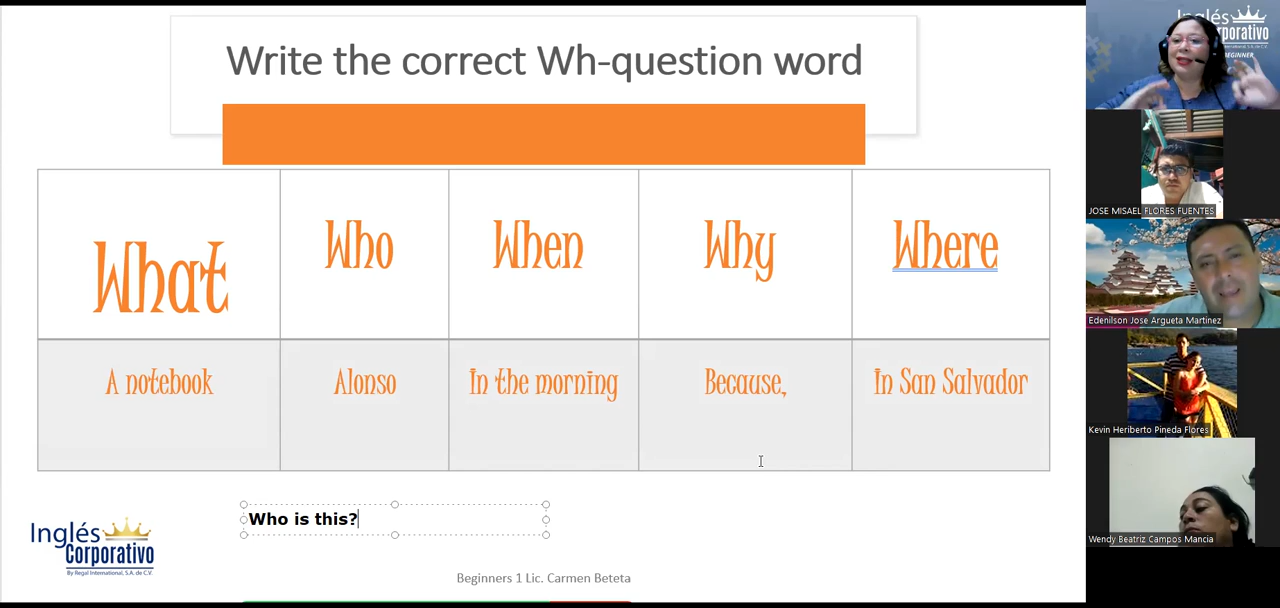 Write the correct Wh-question word
What
Who
When
Why
Where
A notebook
Alonso
In the morning
Because,
In San Salvador
Who is this?
Inglés
Corporativo
By Regal International, S.A. de C.V.
Beginners 1 Lic. Carmen Beteta
Inglés
Corporativo
BEGINNER
JOSE MISAEL FLORES FUENTES
Edenilson Jose Argueta Martinez
Kevin Heriberto Pineda Flores
Wendy Beatriz Campos Mancia